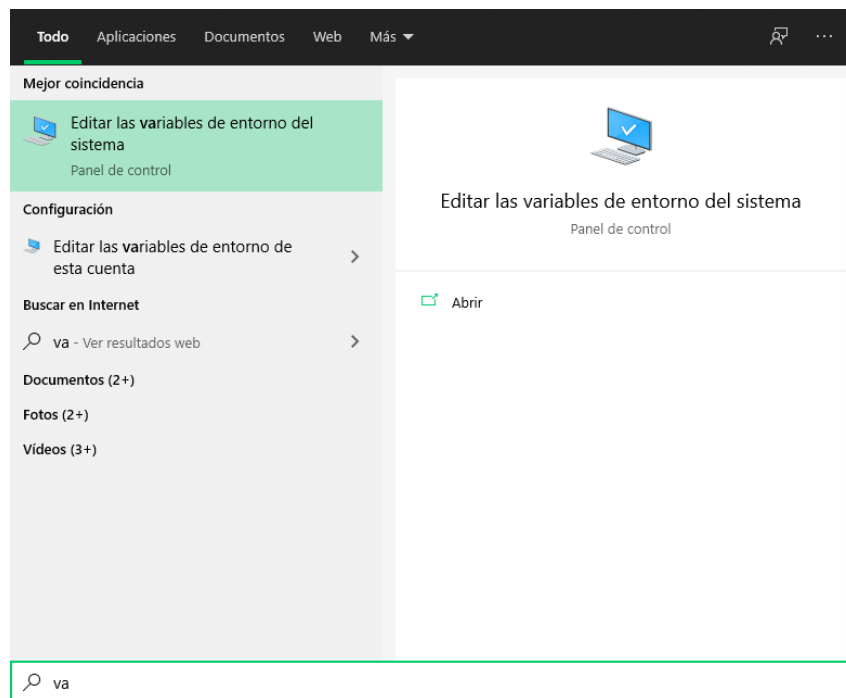 Todo Aplicaciones Documentos Web Más
Mejor coincidencia
Editar las variables de entorno del
sistema
Panel de control
Configuración
Editar las variables de entorno de
esta cuenta
Buscar en Internet
va - Ver resultados web
Documentos (2+)
Fotos (2+)
Vídeos (3+)
Editar las variables de entorno del sistema
Panel de control
Abrir
va